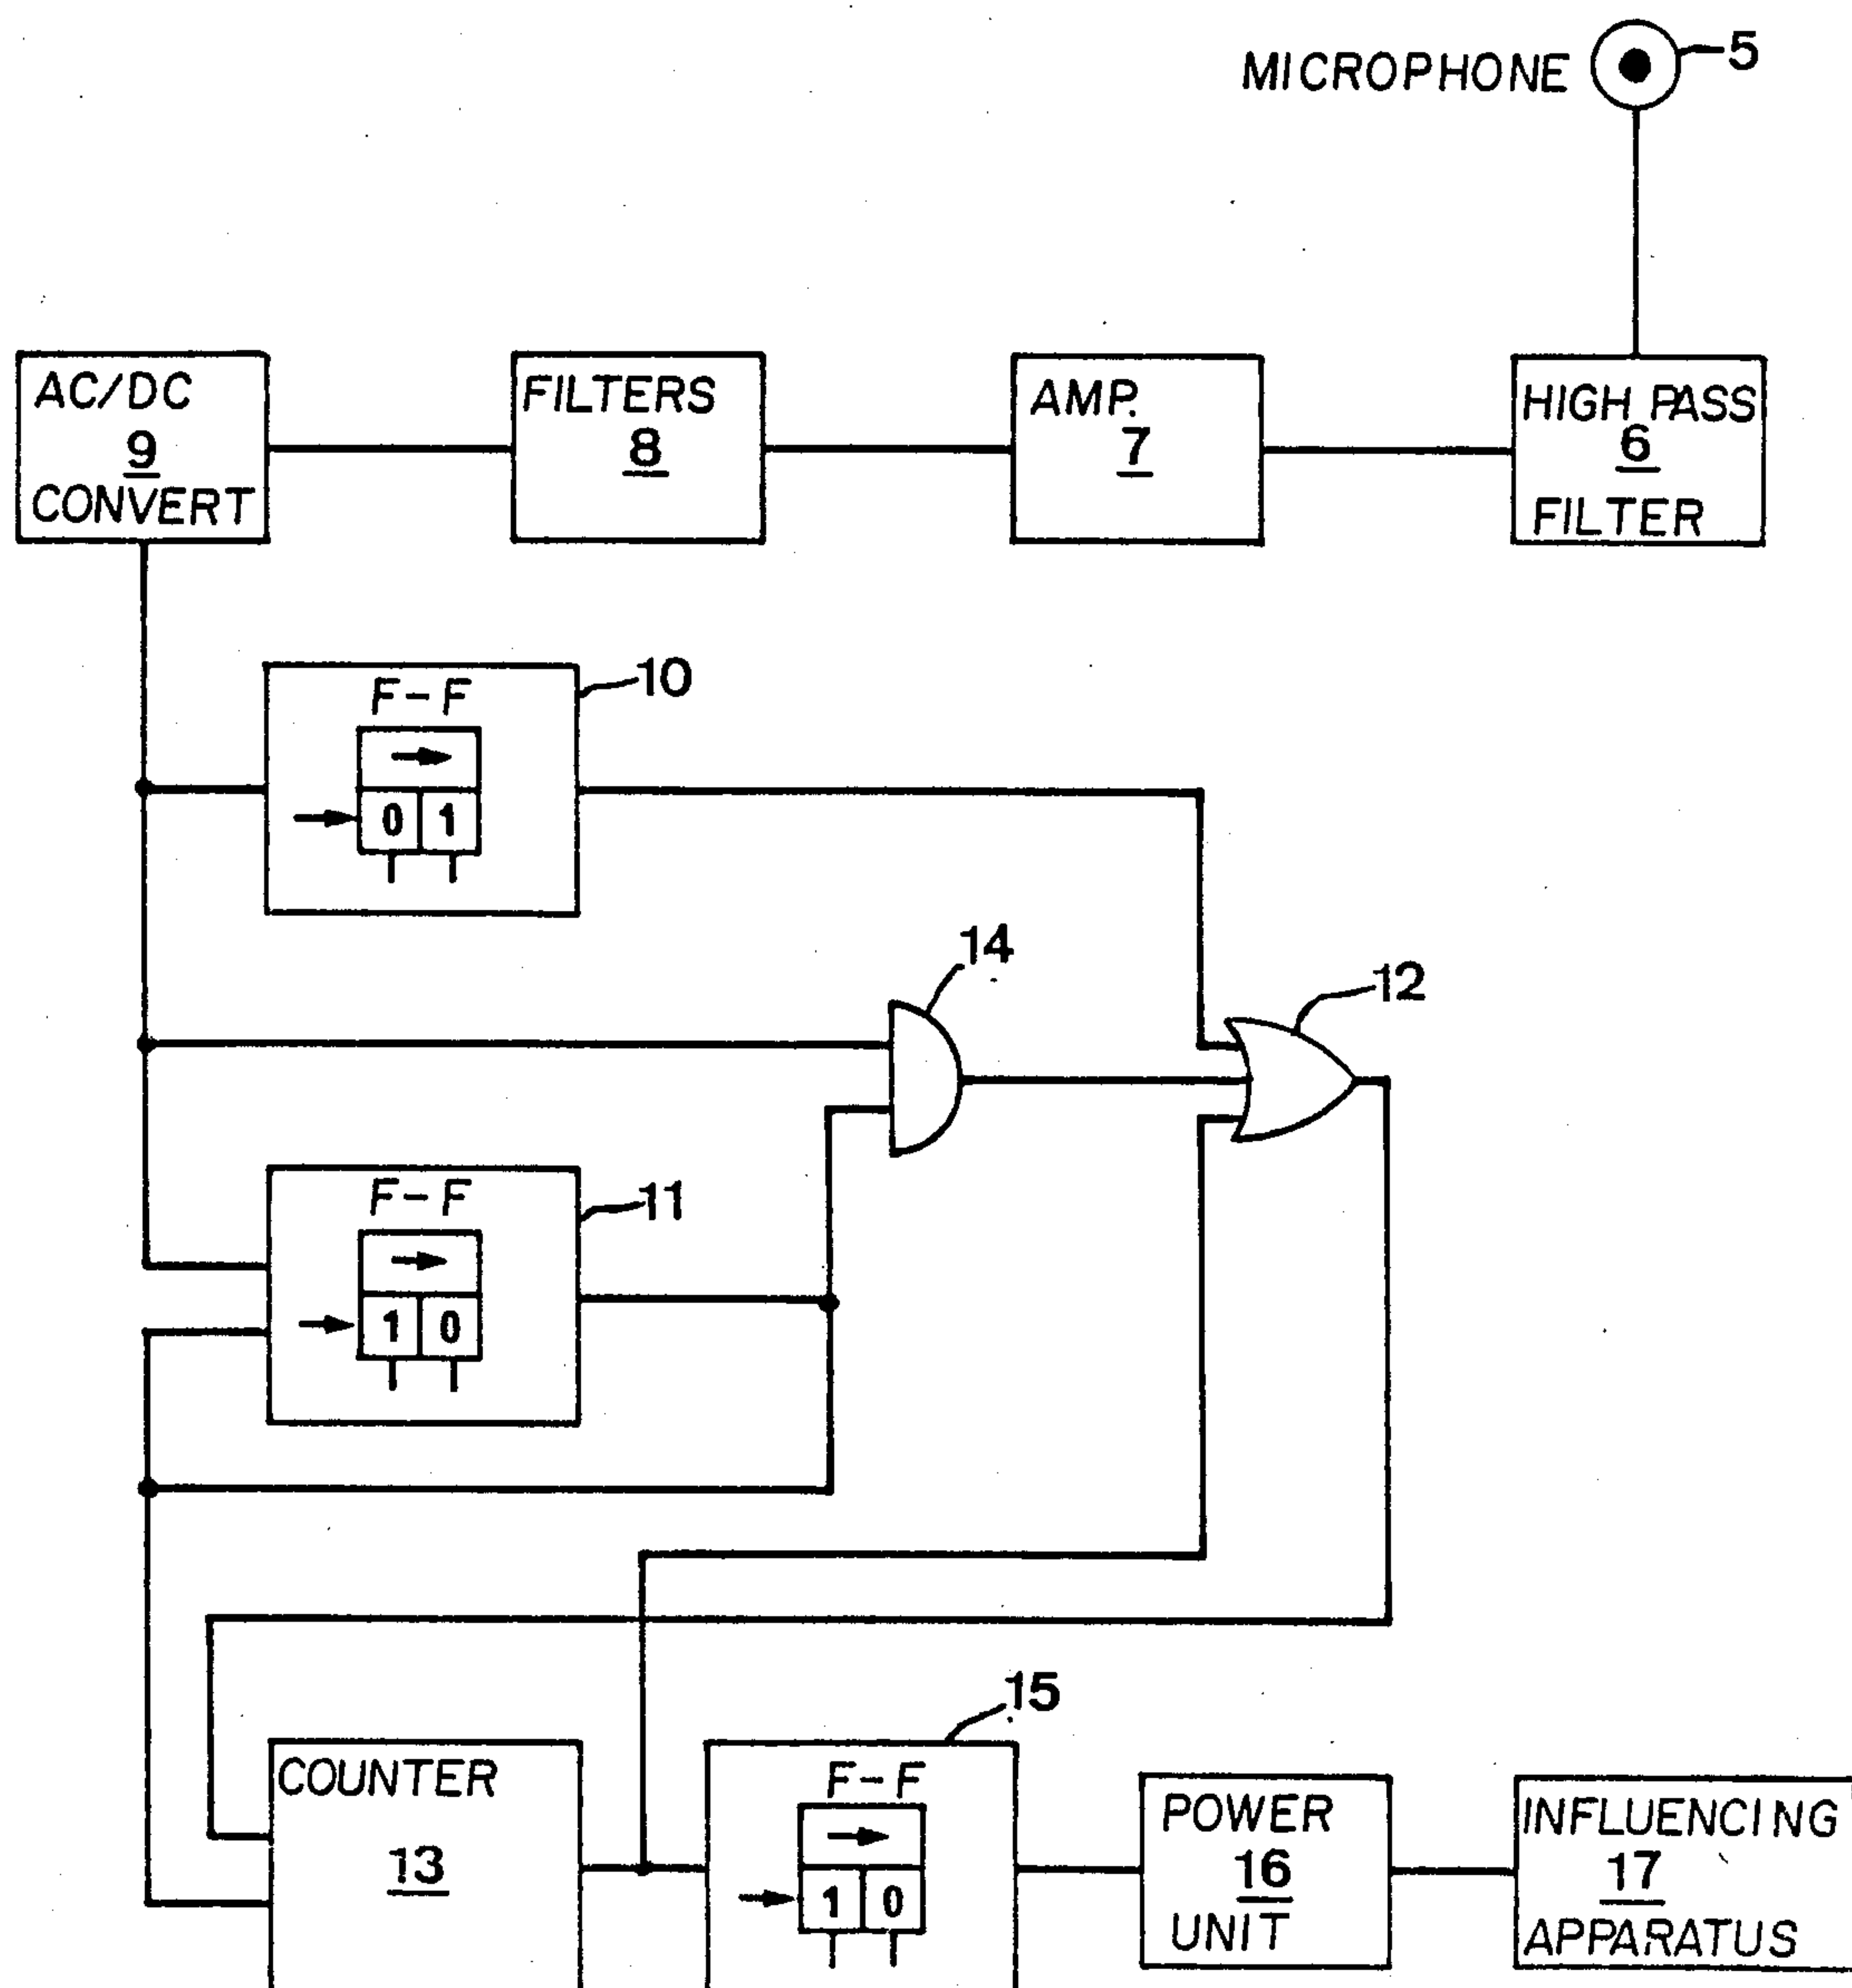 MICROPHONE
5
AC/DC
9
CONVERT
FILTERS
8
AMP.
7
HIGH PASS
6
FILTER
10
F-F
0 1
14
12
11
F-F
1 0
15
COUNTER
13
F-F
1 0
POWER
16
UNIT
INFLUENCING
17
APPARATUS